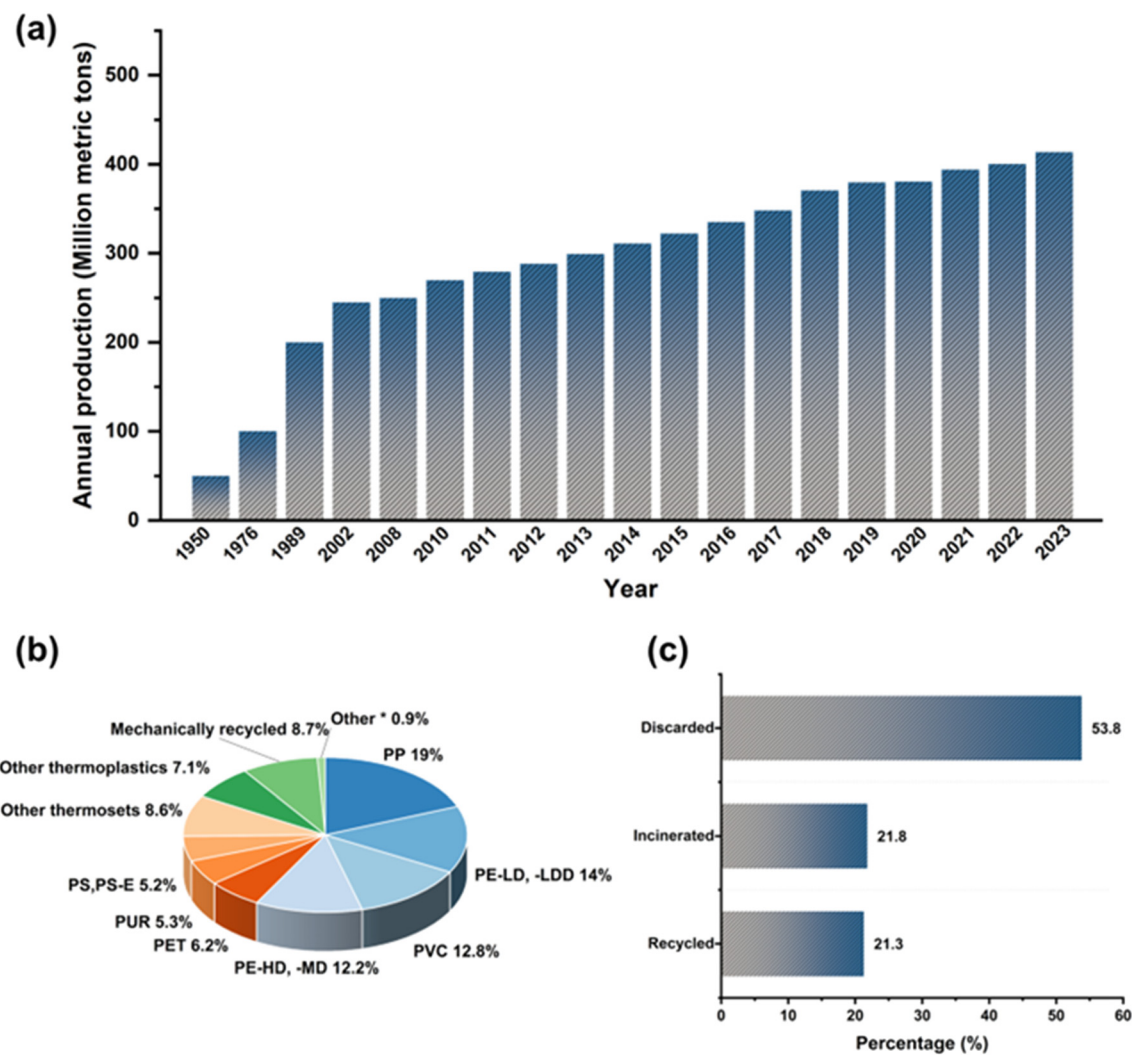 (a)
Annual production (Million metric tons)
500
400
300
200
100
0
1950 1976 1989 2002 2008 2010 2011 2012 2013 2014 2015 2016 2017 2018 2019 2020 2021 2022 2023
Year
(b)
Other * 0.9%
Mechanically recycled 8.7%
PP 19%
Other thermoplastics 7.1%
Other thermosets 8.6%
PE-LD, -LDD 14%
PS,PS-E 5.2%
PUR 5.3%
PET 6.2%
PVC 12.8%
PE-HD, -MD 12.2%
(c)
Discarded 53.8
Incinerated 21.8
Recycled 21.3
0 10 20 30 40 50 60
Percentage (%)